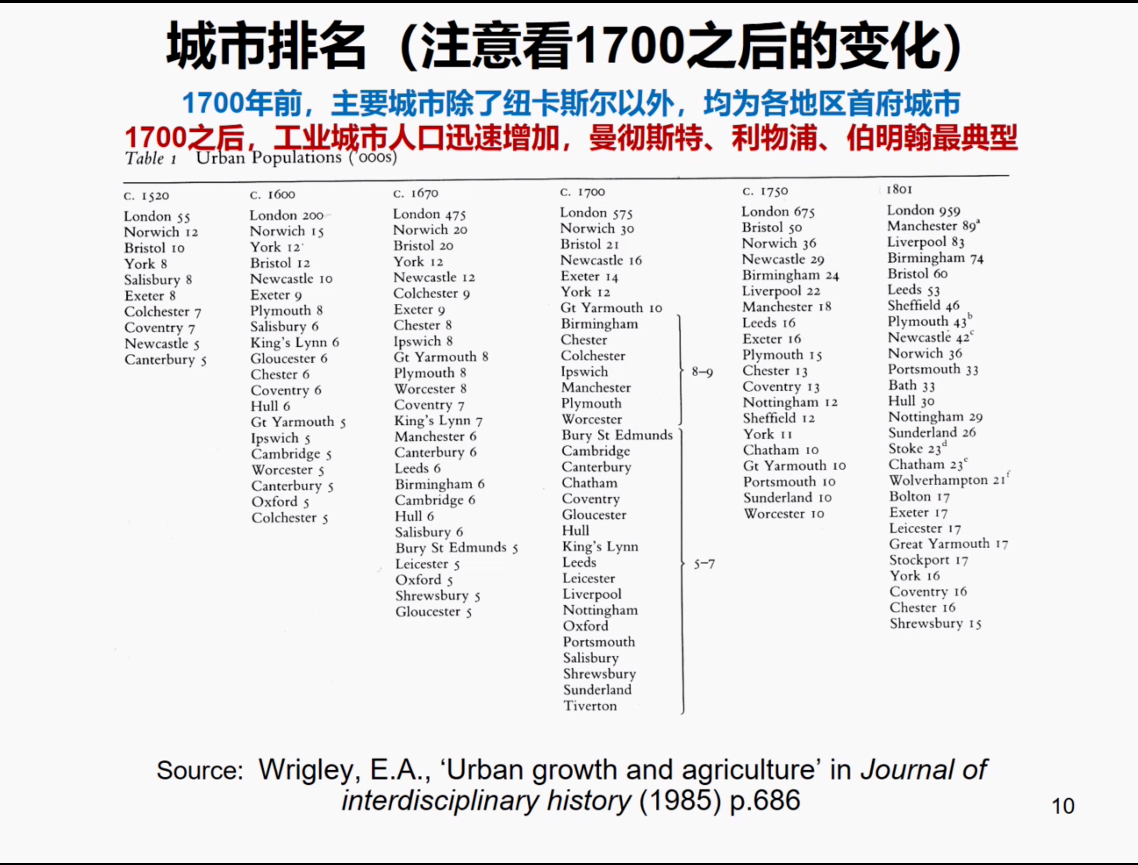 城市排名（注意看1700之后的变化）
1700年前，主要城市除了纽卡斯尔以外，均为各地区首府城市
1700之后，工业城市人口迅速增加，曼彻斯特、利物浦、伯明翰最典型
Table 1 Urban Populations ('000s)
c. 1520
London 55
Norwich 12
Bristol 10
York 8
Salisbury 8
Exeter 8
Colchester 7
Coventry 7
Newcastle 5
Canterbury 5
c. 1600
London 200
Norwich 15
York 12
Bristol 12
Newcastle 10
Exeter 9
Plymouth 8
Salisbury 6
King's Lynn 6
Gloucester 6
Chester 6
Coventry 6
Hull 6
Gt Yarmouth 5
Ipswich 5
Cambridge 5
Worcester 5
Canterbury 5
Oxford 5
Colchester 5
c. 1670
London 475
Norwich 20
Bristol 20
York 12
Newcastle 12
Colchester 9
Exeter 9
Chester 8
Ipswich 8
Gt Yarmouth 8
Plymouth 8
Worcester 8
Coventry 7
King's Lynn 7
Manchester 6
Canterbury 6
Leeds 6
Birmingham 6
Cambridge 6
Hull 6
Salisbury 6
Bury St Edmunds 5
Leicester 5
Oxford 5
Shrewsbury 5
Gloucester 5
c. 1700
London 575
Norwich 30
Bristol 21
Newcastle 16
Exeter 14
York 12
Gt Yarmouth 10
Birmingham
Chester
Colchester
Ipswich
Manchester
Plymouth
Worcester
8–9
Bury St Edmunds
Cambridge
Canterbury
Chatham
Coventry
Gloucester
Hull
King's Lynn
Leeds
Leicester
Liverpool
Nottingham
Oxford
Portsmouth
Salisbury
Shrewsbury
Sunderland
Tiverton
5–7
c. 1750
London 675
Bristol 50
Norwich 36
Newcastle 29
Birmingham 24
Liverpool 22
Manchester 18
Leeds 16
Exeter 16
Plymouth 15
Chester 13
Coventry 13
Nottingham 12
Sheffield 12
York 11
Chatham 10
Gt Yarmouth 10
Portsmouth 10
Sunderland 10
Worcester 10
1801
London 959
Manchester 89a
Liverpool 83
Birmingham 74
Bristol 60
Leeds 53
Sheffield 46
Plymouth 43b
Newcastle 42c
Norwich 36
Portsmouth 33
Bath 33
Hull 30
Nottingham 29
Sunderland 26
Stoke 23d
Chatham 23e
Wolverhampton 21f
Bolton 17
Exeter 17
Leicester 17
Great Yarmouth 17
Stockport 17
York 16
Coventry 16
Chester 16
Shrewsbury 15
Source: Wrigley, E.A., ‘Urban growth and agriculture’ in Journal of
interdisciplinary history (1985) p.686
10